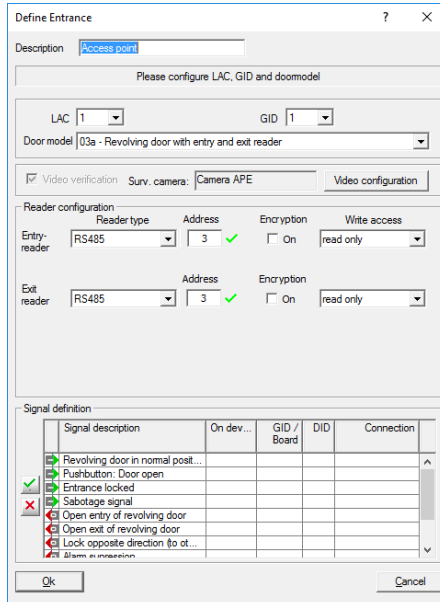 Define Entrance ? X
Description Access point
Please configure LAC, GID and doormodel
LAC 1 GID 1
Door model 03a - Revolving door with entry and exit reader
Video verification Surv. camera: Camera APE Video configuration
Reader configuration
Reader type Address Encryption Write access
Entry-reader RS485 3 On read only
Address Encryption
Exit reader RS485 3 On read only
Signal definition
Signal description On dev... GID / Board DID Connection
Revolving door in normal posit...
Pushbutton: Door open
Entrance locked
Sabotage signal
Open entry of revolving door
Open exit of revolving door
Lock opposite direction (to ot...
Alarm supression
Ok Cancel